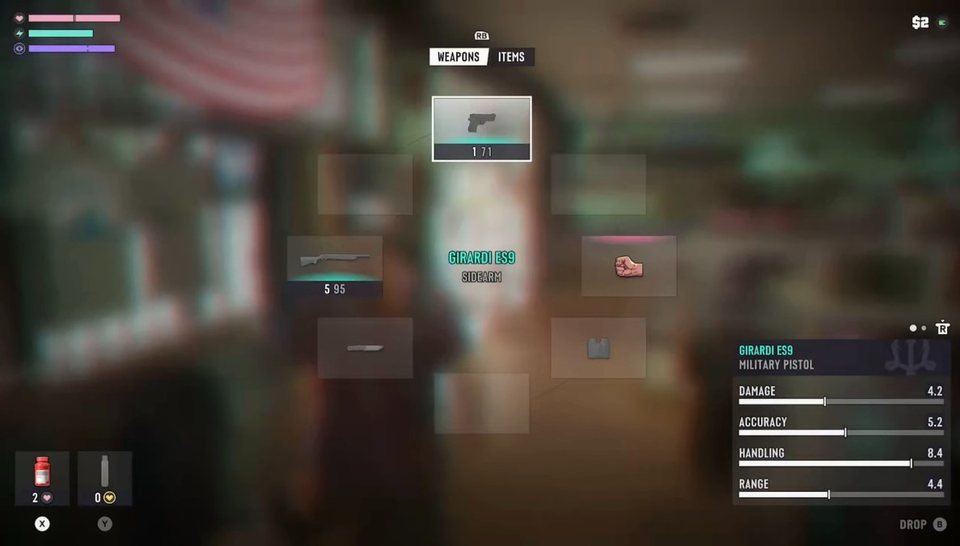 $2
RB
WEAPONS ITEMS
1 71
GIRARDI ES9
SIDEARM
5 95
R
GIRARDI ES9
MILITARY PISTOL
DAMAGE 4.2
ACCURACY 5.2
HANDLING 8.4
RANGE 4.4
2 0
X Y
DROP B